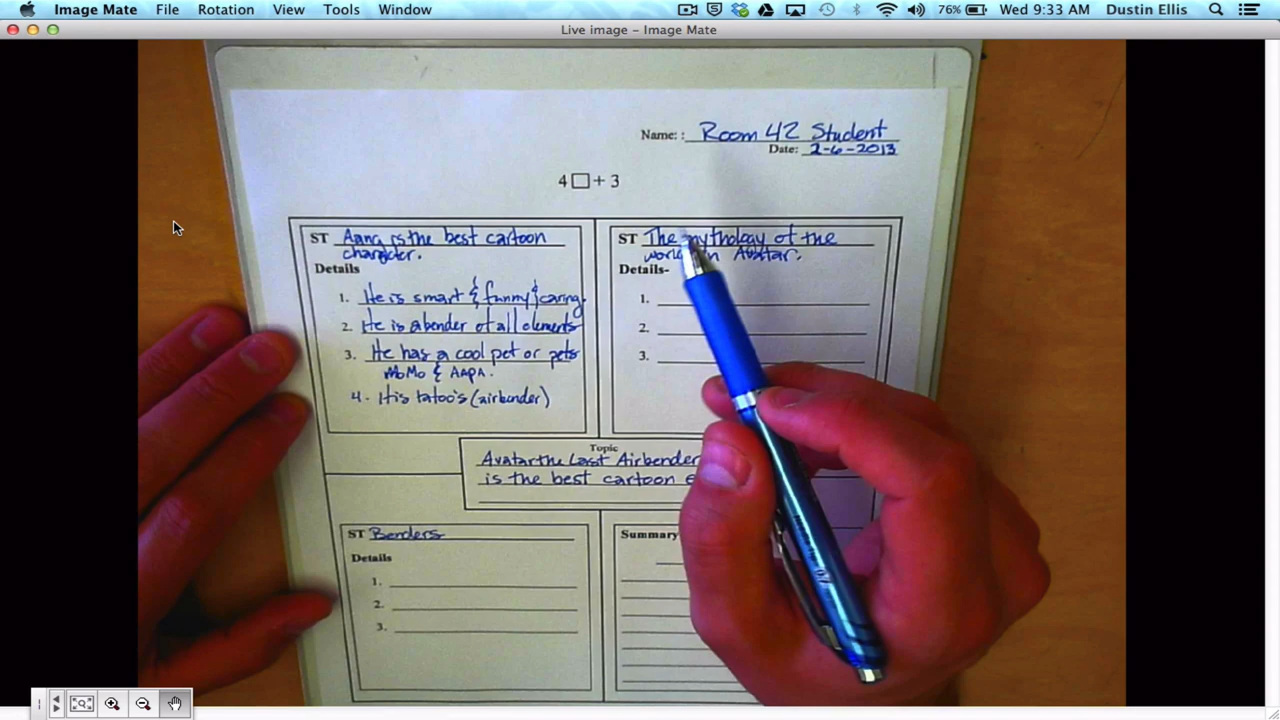 Image Mate File Rotation View Tools Window 76% Wed 9:33 AM Dustin Ellis
Live image – Image Mate
Name: : Room 42 Student
Date: 2-6-2013
4 □ + 3
ST Aang is the best cartoon
character.
Details
1. He is smart & funny & caring.
2. He is a bender of all elements
3. He has a cool pet or pets
MoMo & AAPA.
4. His tatoo's (airbender)
ST The mythology of the
in Avatar.
Details-
1.
2.
3.
Topic
Avatar the Last Airbender
is the best cartoon
ST Benders
Details
1.
2.
3.
Summary